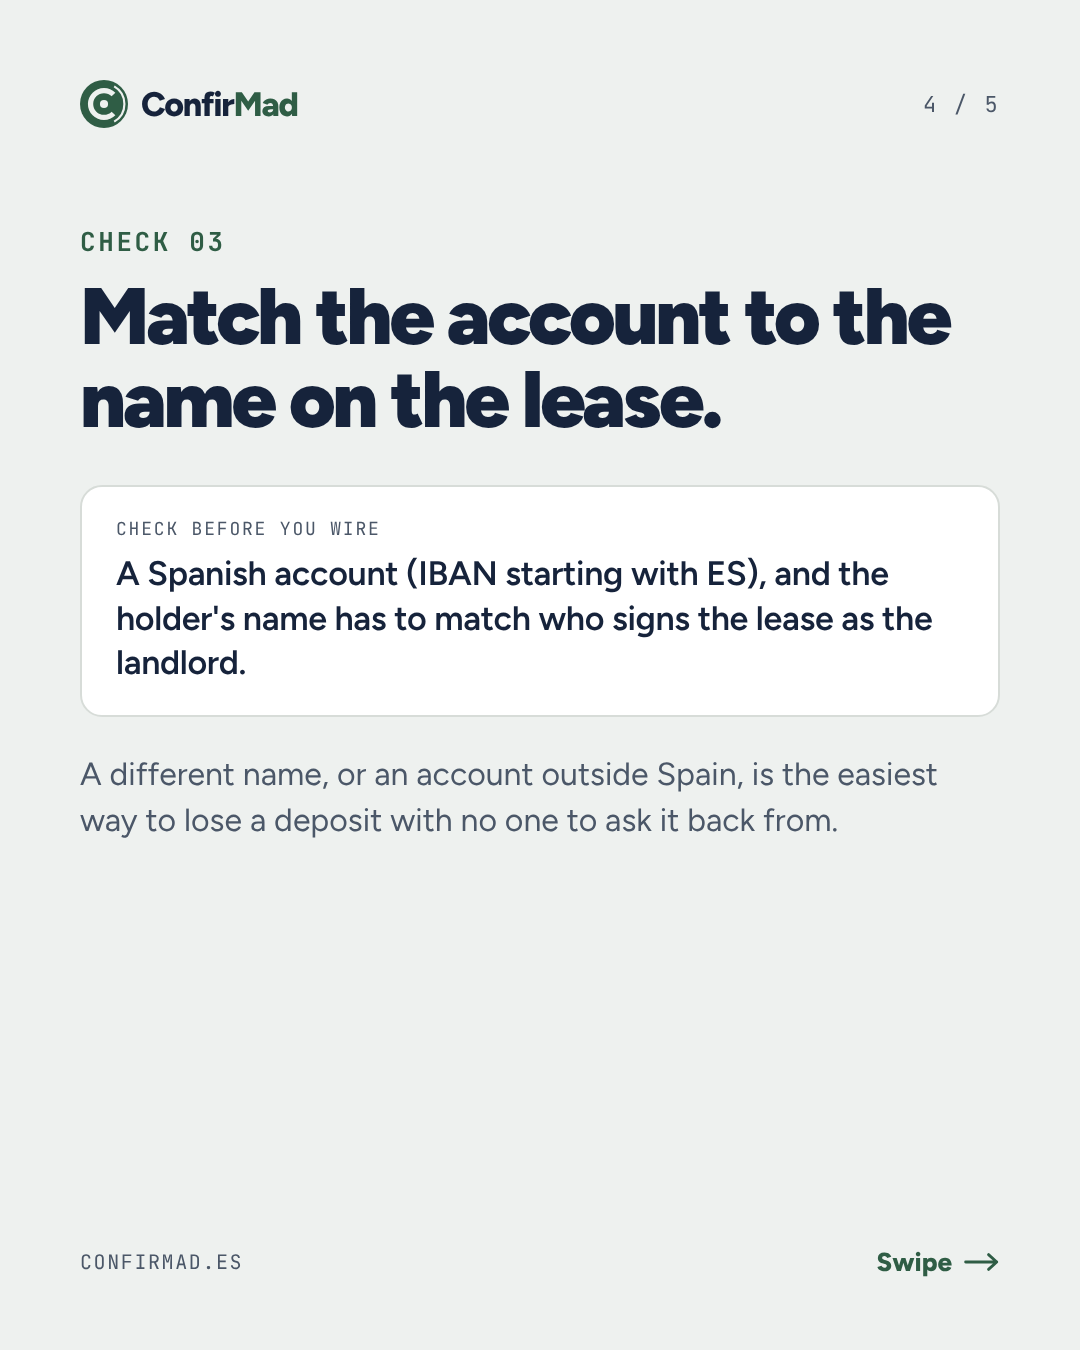 ConfirMad
4 / 5
CHECK 03
Match the account to the
name on the lease.
CHECK BEFORE YOU WIRE
A Spanish account (IBAN starting with ES), and the
holder's name has to match who signs the lease as the
landlord.
A different name, or an account outside Spain, is the easiest
way to lose a deposit with no one to ask it back from.
CONFIRMAD.ES
Swipe →